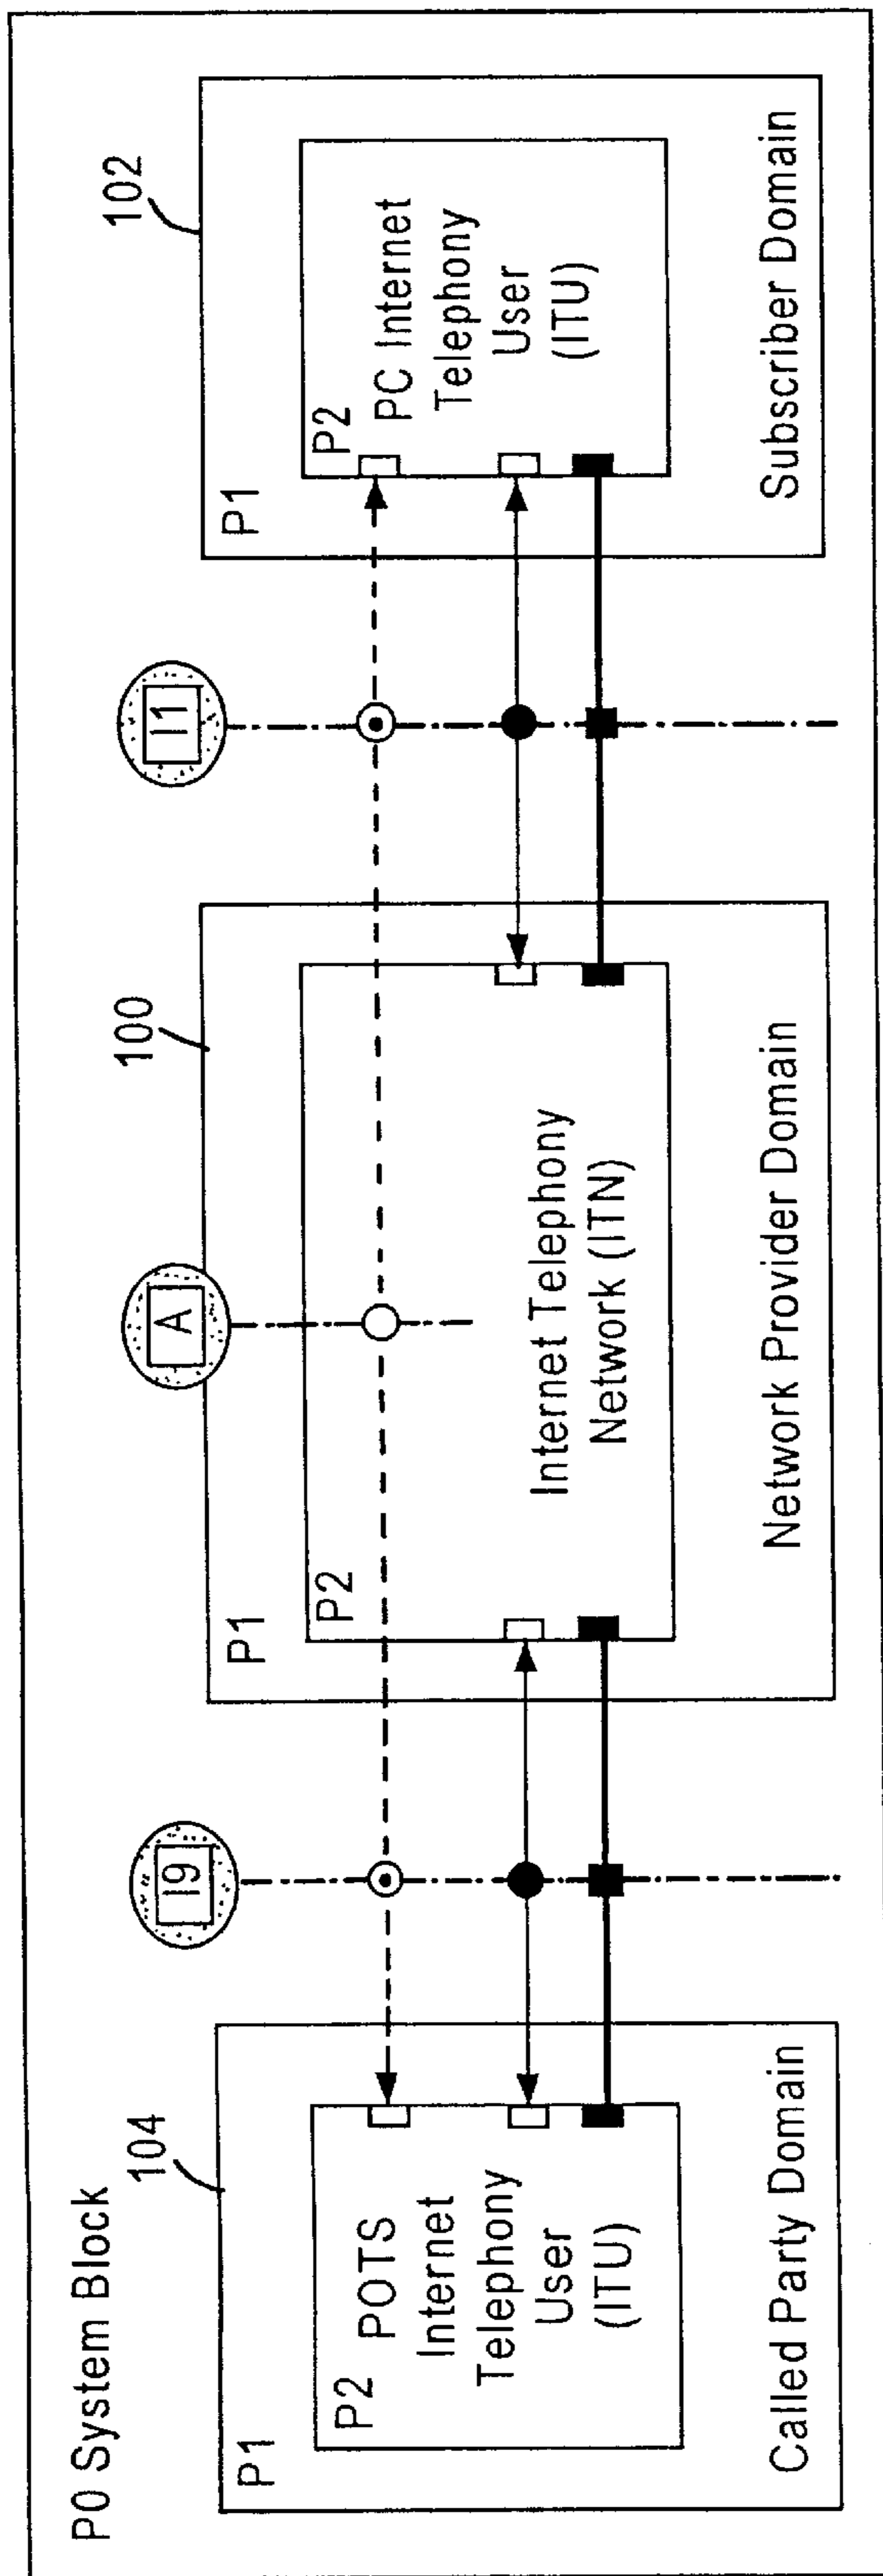 P0 System Block
104
P1
P2
POTS
Internet
Telephony
User
(ITU)
Called Party Domain
I9
100
P1
P2
A
Internet Telephony
Network (ITN)
Network Provider Domain
I1
102
P1
P2
PC Internet
Telephony
User
(ITU)
Subscriber Domain